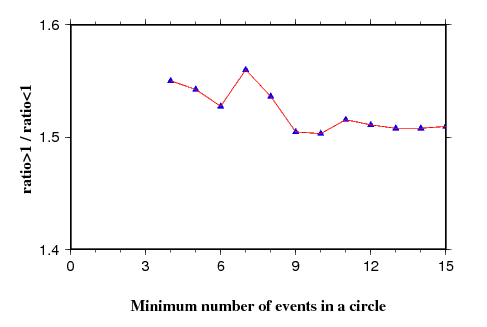 1.6
1.5
1.4
ratio>1 / ratio<1
0 3 6 9 12 15
Minimum number of events in a circle